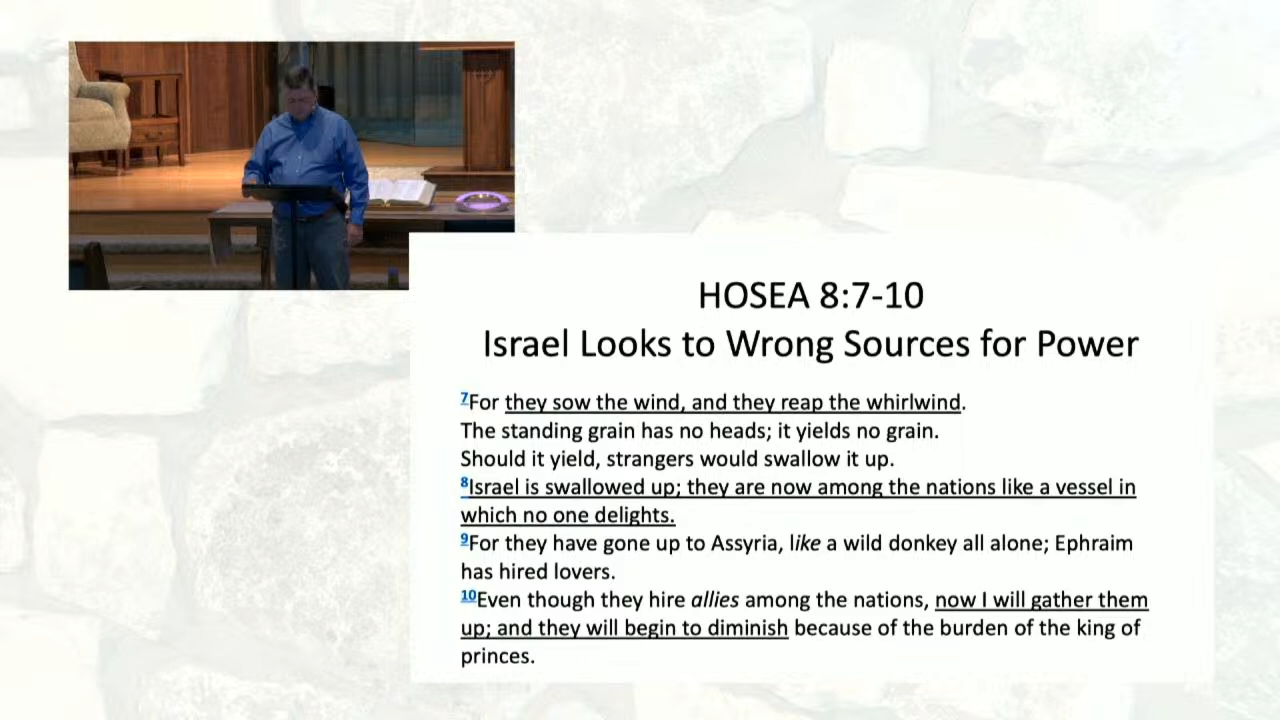 HOSEA 8:7-10
Israel Looks to Wrong Sources for Power
7For they sow the wind, and they reap the whirlwind.
The standing grain has no heads; it yields no grain.
Should it yield, strangers would swallow it up.
8Israel is swallowed up; they are now among the nations like a vessel in
which no one delights.
9For they have gone up to Assyria, like a wild donkey all alone; Ephraim
has hired lovers.
10Even though they hire allies among the nations, now I will gather them
up; and they will begin to diminish because of the burden of the king of
princes.